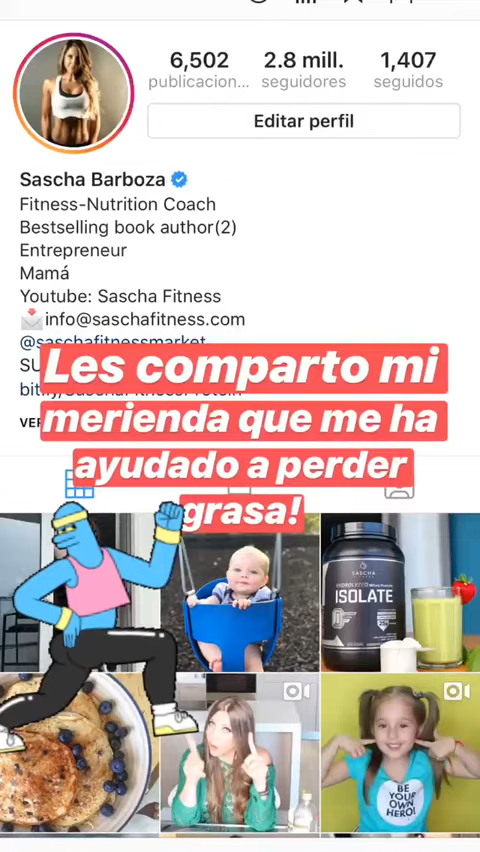 6,502
2.8 mill.
1,407
publicacion...
seguidores
seguidos
Editar perfil
Sascha Barboza
Fitness-Nutrition Coach
Bestselling book author(2)
Entrepreneur
Mamá
Youtube: Sascha Fitness
info@saschafitness.com
@saschafitnessmarket
Les comparto mi
merienda que me ha
ayudado a perder
grasa!
SASCHA
ISOLATE
BE YOUR
OWN
HERO!